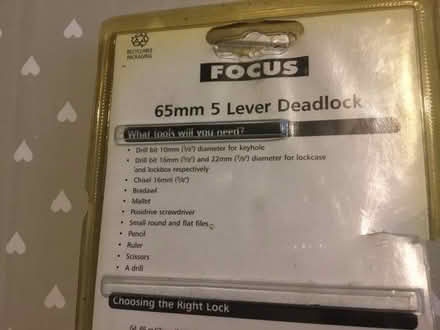 RECYCLABLE
PACKAGING
FOCUS
65mm 5 Lever Deadlock
What tools will you need?
• Drill bit 10mm (³/₈") diameter for keyhole
• Drill bit 16mm (⁵/₈") and 22mm (⁷/₈") diameter for lockcase
and lockbox respectively
• Chisel 16mm (⁵/₈")
• Bradawl
• Mallet
• Posidrive screwdriver
• Small round and flat files
• Pencil
• Ruler
• Scissors
• A drill
Choosing the Right Lock